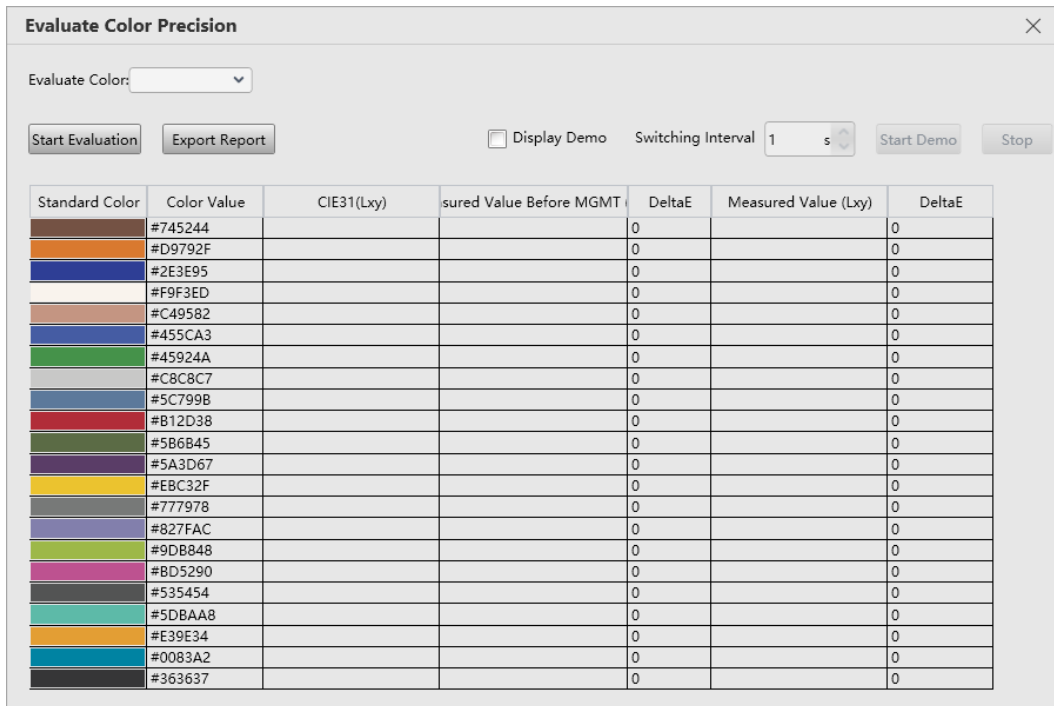 Evaluate Color Precision
Evaluate Color:
Start Evaluation Export Report Display Demo Switching Interval 1 s Start Demo Stop
Standard Color Color Value CIE31(Lxy) sured Value Before MGMT ( DeltaE Measured Value (Lxy) DeltaE
#745244 0 0
#D9792F 0 0
#2E3E95 0 0
#F9F3ED 0 0
#C49582 0 0
#455CA3 0 0
#45924A 0 0
#C8C8C7 0 0
#5C799B 0 0
#B12D38 0 0
#5B6B45 0 0
#5A3D67 0 0
#EBC32F 0 0
#777978 0 0
#827FAC 0 0
#9DB848 0 0
#BD5290 0 0
#535454 0 0
#5DBAA8 0 0
#E39E34 0 0
#0083A2 0 0
#363637 0 0